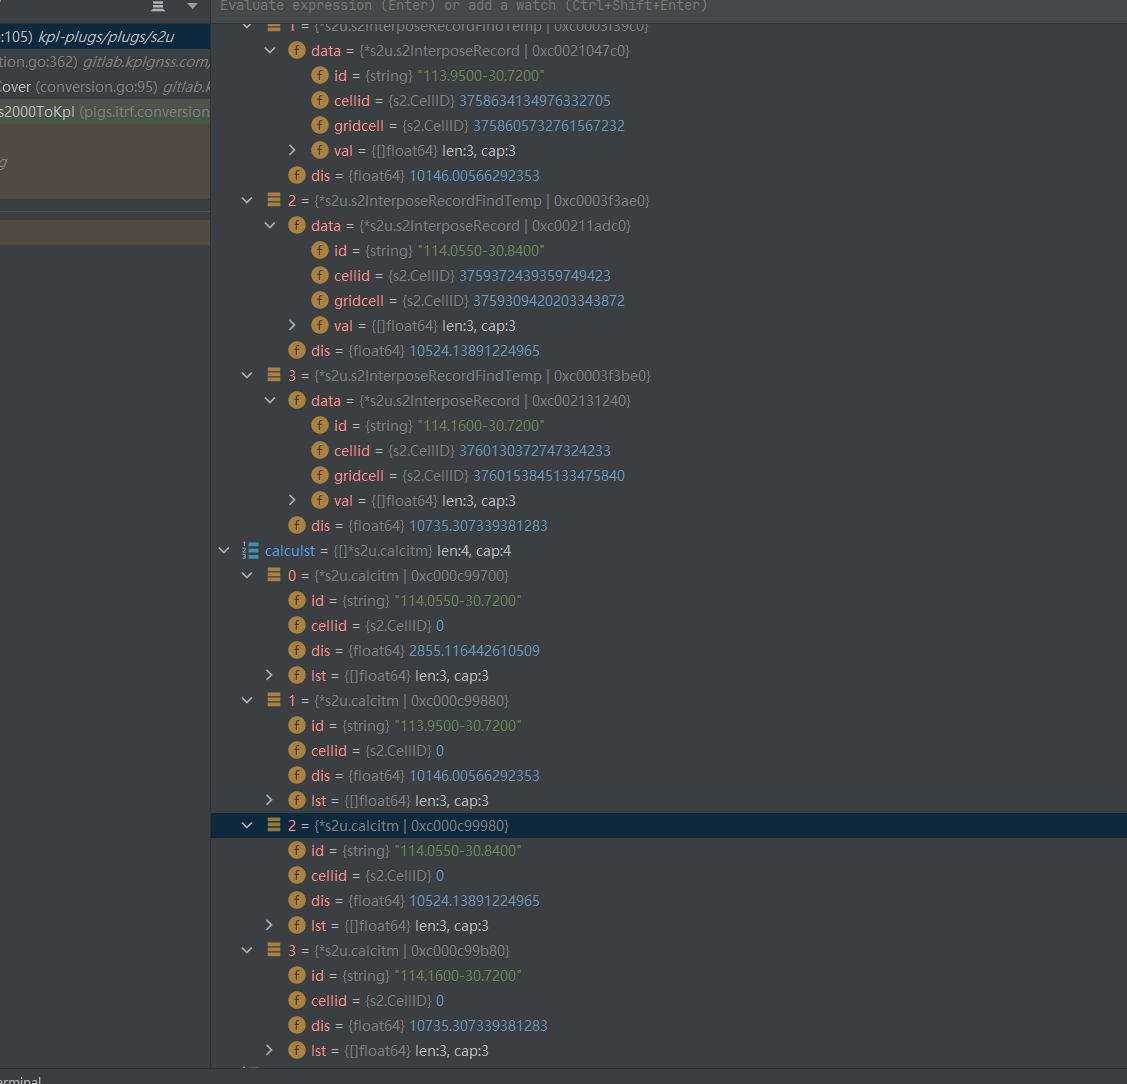 Evaluate expression (Enter) or add a watch (Ctrl+Shift+Enter)
:105) kpl-plugs/plugs/s2u
tion.go:362) gitlab.kplgnss.com/
Cover (conversion.go:95) gitlab.k
s2000ToKpl (plgs.itrf.conversion
g
1 = {*s2u.s2InterposeRecordFindTemp | 0xc0003f39c0}
data = {*s2u.s2InterposeRecord | 0xc0021047c0}
id = {string} "113.9500-30.7200"
cellid = {s2.CellID} 3758634134976332705
gridcell = {s2.CellID} 3758605732761567232
val = {[]float64} len:3, cap:3
dis = {float64} 10146.00566292353
2 = {*s2u.s2InterposeRecordFindTemp | 0xc0003f3ae0}
data = {*s2u.s2InterposeRecord | 0xc00211adc0}
id = {string} "114.0550-30.8400"
cellid = {s2.CellID} 3759372439359749423
gridcell = {s2.CellID} 3759309420203343872
val = {[]float64} len:3, cap:3
dis = {float64} 10524.13891224965
3 = {*s2u.s2InterposeRecordFindTemp | 0xc0003f3be0}
data = {*s2u.s2InterposeRecord | 0xc002131240}
id = {string} "114.1600-30.7200"
cellid = {s2.CellID} 3760130372747324233
gridcell = {s2.CellID} 3760153845133475840
val = {[]float64} len:3, cap:3
dis = {float64} 10735.307339381283
calculst = {[]*s2u.calcitm} len:4, cap:4
0 = {*s2u.calcitm | 0xc000c99700}
id = {string} "114.0550-30.7200"
cellid = {s2.CellID} 0
dis = {float64} 2855.116442610509
lst = {[]float64} len:3, cap:3
1 = {*s2u.calcitm | 0xc000c99880}
id = {string} "113.9500-30.7200"
cellid = {s2.CellID} 0
dis = {float64} 10146.00566292353
lst = {[]float64} len:3, cap:3
2 = {*s2u.calcitm | 0xc000c99980}
id = {string} "114.0550-30.8400"
cellid = {s2.CellID} 0
dis = {float64} 10524.13891224965
lst = {[]float64} len:3, cap:3
3 = {*s2u.calcitm | 0xc000c99b80}
id = {string} "114.1600-30.7200"
cellid = {s2.CellID} 0
dis = {float64} 10735.307339381283
lst = {[]float64} len:3, cap:3
erminal